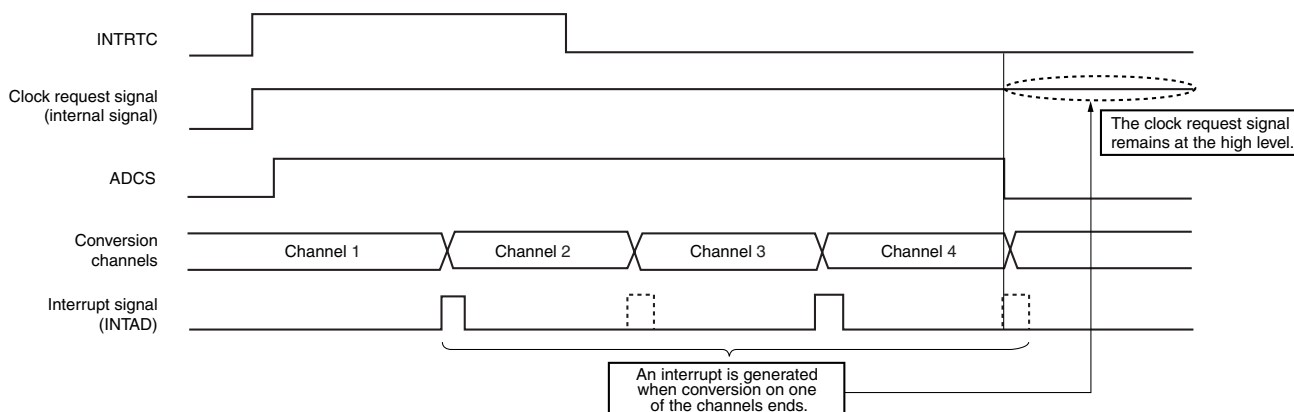 INTRTC
Clock request signal
(internal signal)
The clock request signal
remains at the high level.
ADCS
Conversion
channels
Channel 1
Channel 2
Channel 3
Channel 4
Interrupt signal
(INTAD)
An interrupt is generated
when conversion on one
of the channels ends.